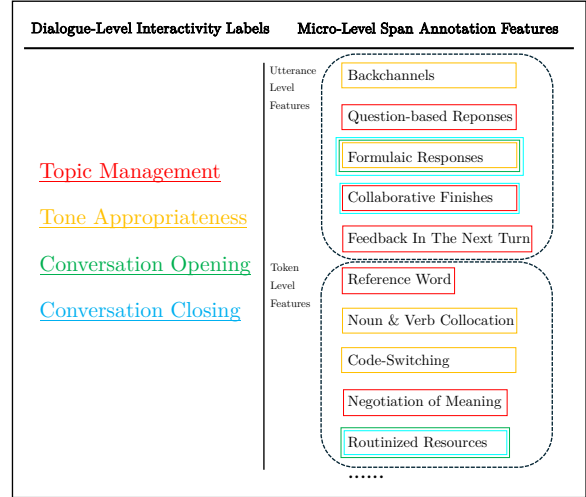 Dialogue-Level Interactivity Labels
Micro-Level Span Annotation Features
Topic Management
Tone Appropriateness
Conversation Opening
Conversation Closing
Utterance
Level
Features
Backchannels
Question-based Reponses
Formulaic Responses
Collaborative Finishes
Feedback In The Next Turn
Token
Level
Features
Reference Word
Noun & Verb Collocation
Code-Switching
Negotiation of Meaning
Routinized Resources
......